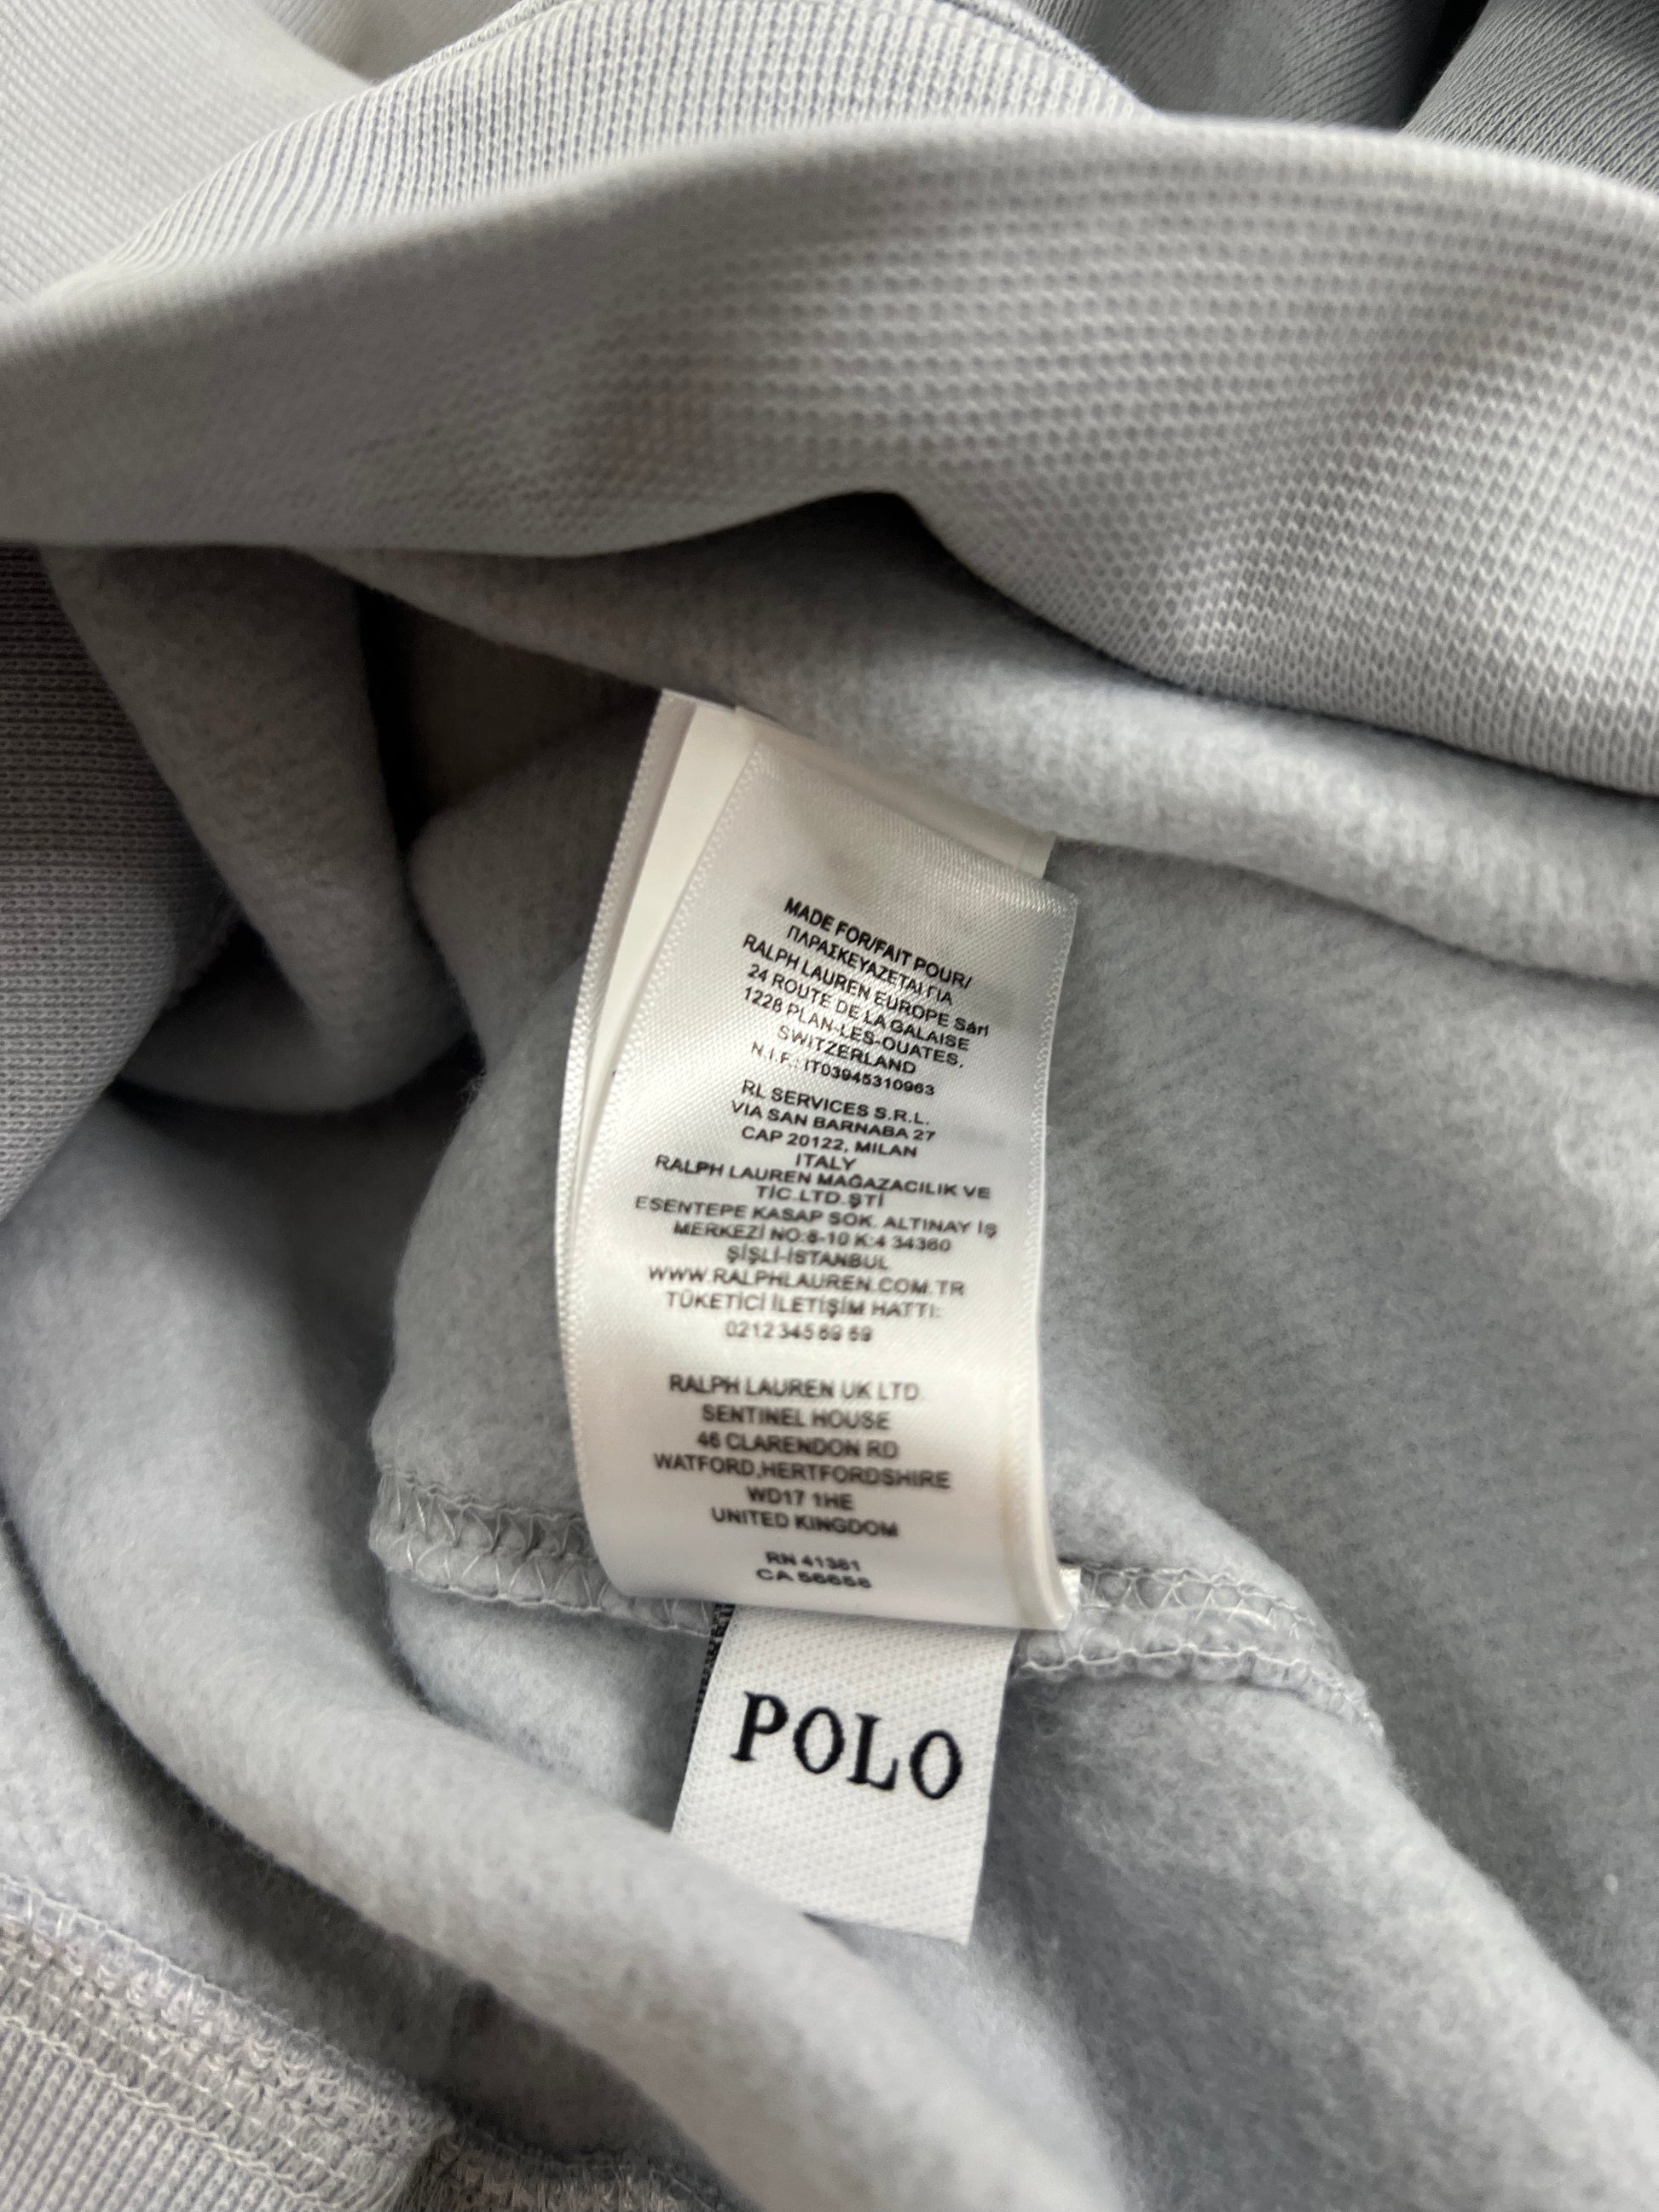 MADE FOR/FAIT POUR/
ΠΑΡΑΣΚΕΥΑΖΕΤΑΙ ΓΙΑ
RALPH LAUREN EUROPE Sàrl
24 ROUTE DE LA GALAISE
1228 PLAN-LES-OUATES.
SWITZERLAND
N.I.F.: IT03945310963
RL SERVICES S.R.L.
VIA SAN BARNABA 27
CAP 20122, MILAN
ITALY
RALPH LAUREN MAĞAZACILIK VE
TİC.LTD.ŞTİ
ESENTEPE KASAP SOK. ALTINAY İŞ
MERKEZİ NO:8-10 K:4 34360
ŞİŞLİ-İSTANBUL
WWW.RALPHLAUREN.COM.TR
TÜKETİCİ İLETİŞİM HATTI:
0212 345 89 89
RALPH LAUREN UK LTD
SENTINEL HOUSE
46 CLARENDON RD
WATFORD,HERTFORDSHIRE
WD17 1HE
UNITED KINGDOM
RN 41381
CA 56656
POLO